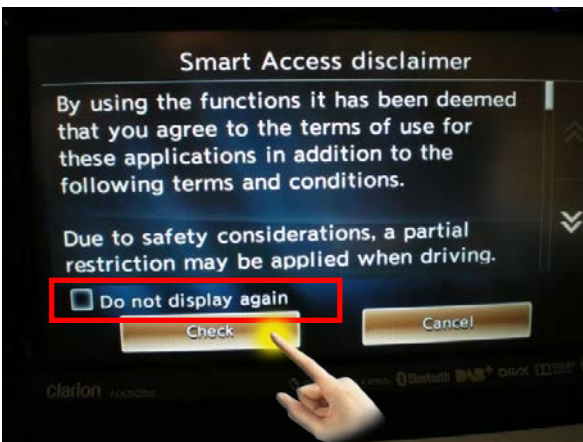 Smart Access disclaimer
By using the functions it has been deemed
that you agree to the terms of use for
these applications in addition to the
following terms and conditions.
Due to safety considerations, a partial
restriction may be applied when driving.
Do not display again
Check
Cancel
clarion
Bluetooth DAB+ DIVX